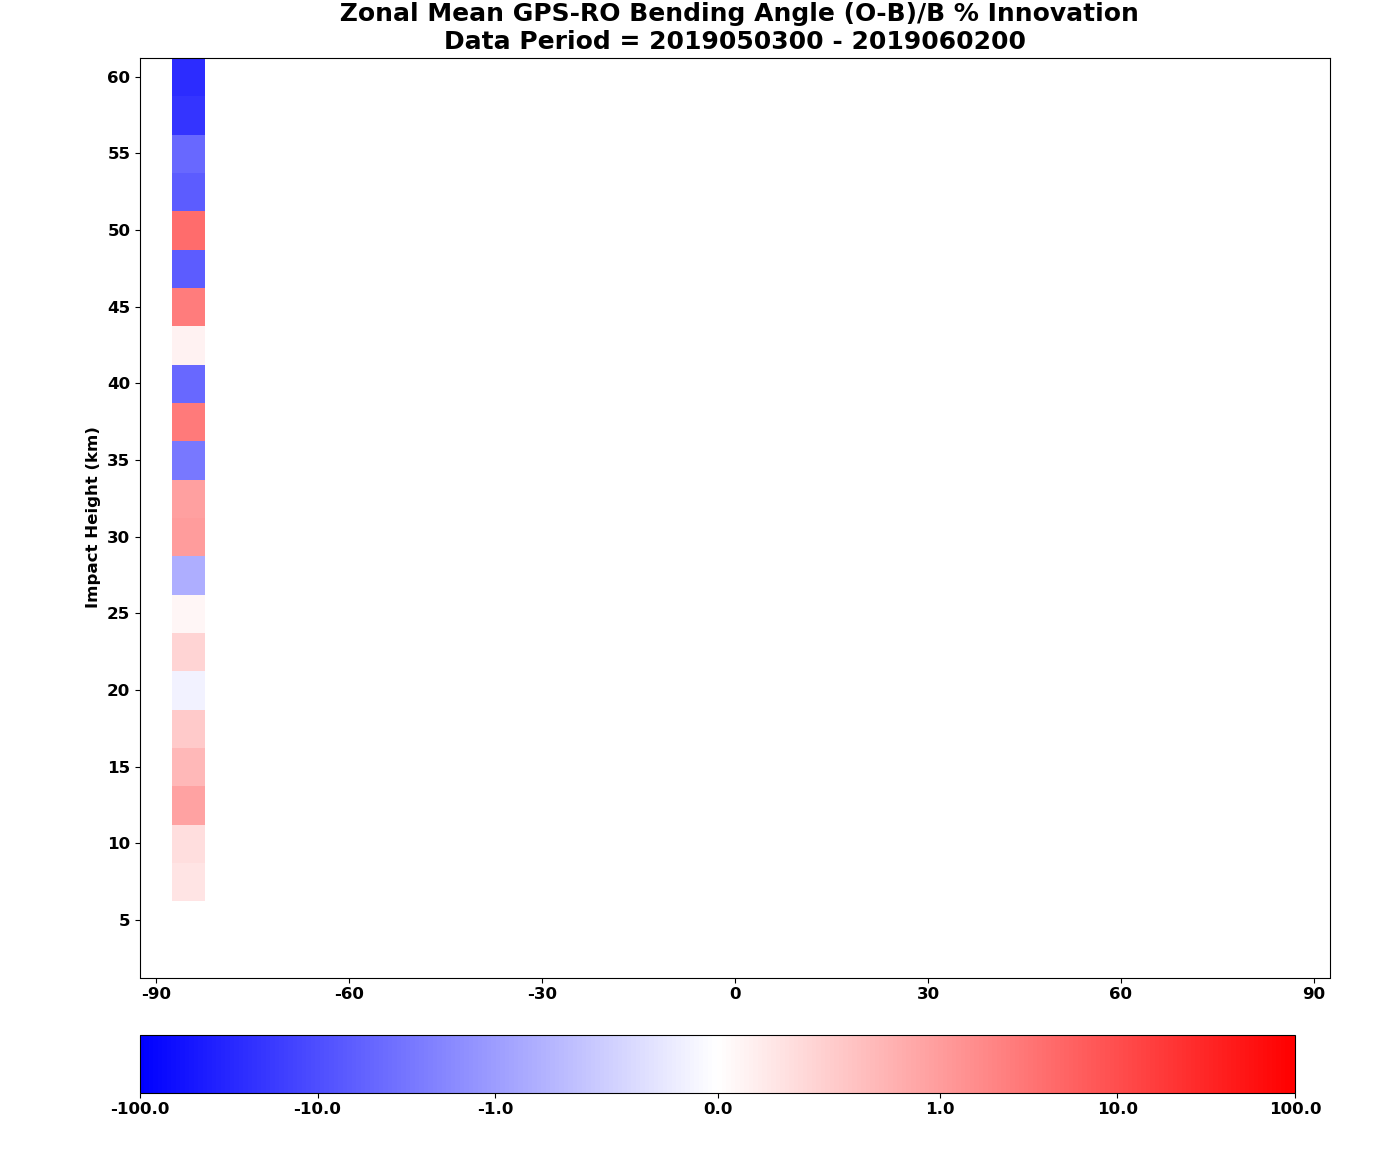 Zonal Mean GPS-RO Bending Angle (O-B)/B % Innovation
Data Period = 2019050300 - 2019060200
60
55
50
45
40
35
30
25
20
15
10
5
Impact Height (km)
-90 -60 -30 0 30 60 90
-100.0 -10.0 -1.0 0.0 1.0 10.0 100.0